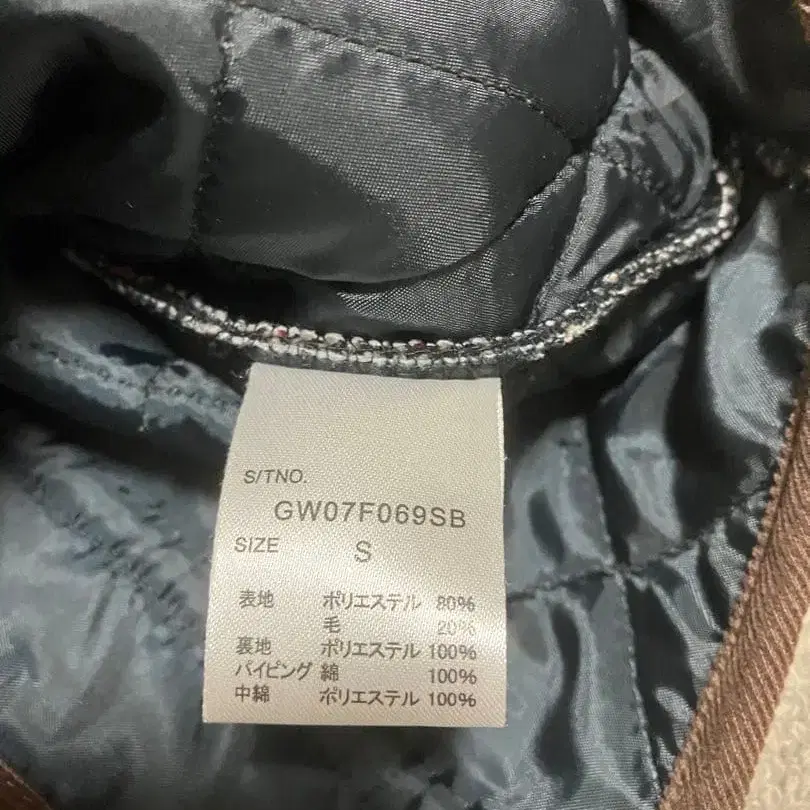 S/TNO.
GW07F069SB
SIZE S
表地 ポリエステル 80%
毛 20%
裏地 ポリエステル 100%
パイピング 綿 100%
中綿 ポリエステル 100%